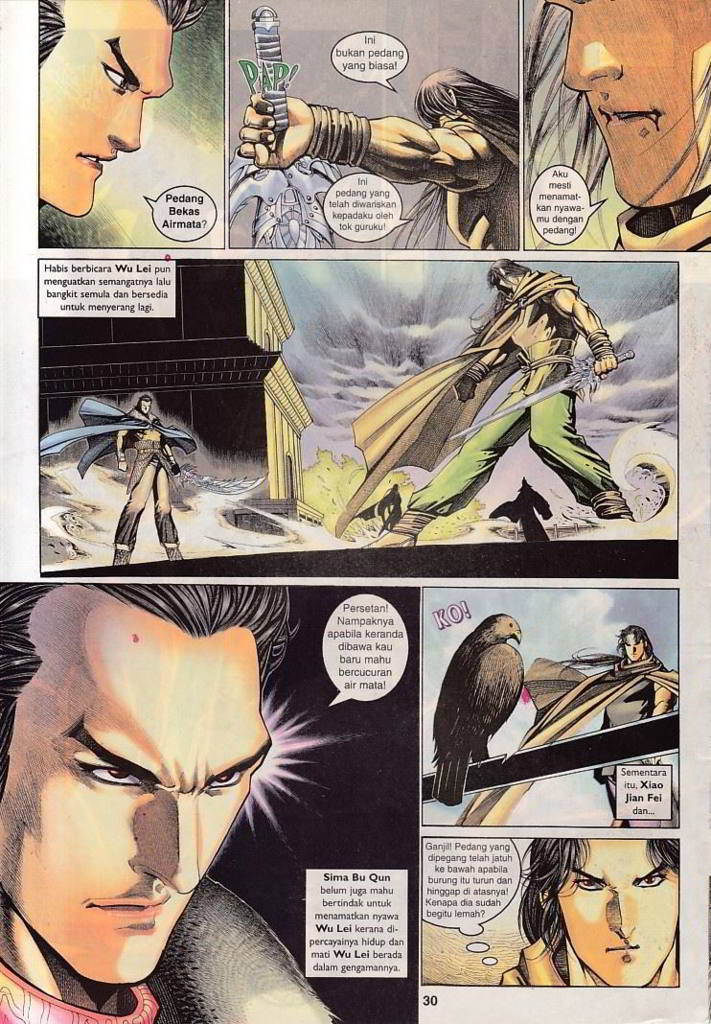 Pedang
Bekas
Airmata?
PAP!
Ini
bukan pedang
yang biasa!
Ini
pedang yang
telah diwariskan
kepadaku oleh
tok guruku!
Aku
mesti
menamat-
kan nyawa-
mu dengan
pedang!
Habis berbicara Wu Lei pun
menguatkan semangatnya lalu
bangkit semula dan bersedia
untuk menyerang lagi.
Persetan!
Nampaknya
apabila keranda
dibawa kau
baru mahu
bercucuran
air mata!
Sima Bu Qun
belum juga mahu
bertindak untuk
menamatkan nyawa
Wu Lei kerana di-
percayainya hidup dan
mati Wu Lei berada
dalam gengamannya.
KO!
Sementara
itu, Xiao
Jian Fei
dan...
Ganjil! Pedang yang
dipegang telah jatuh
ke bawah apabila
burung itu turun dan
hinggap di atasnya!
Kenapa dia sudah
begitu lemah?
30